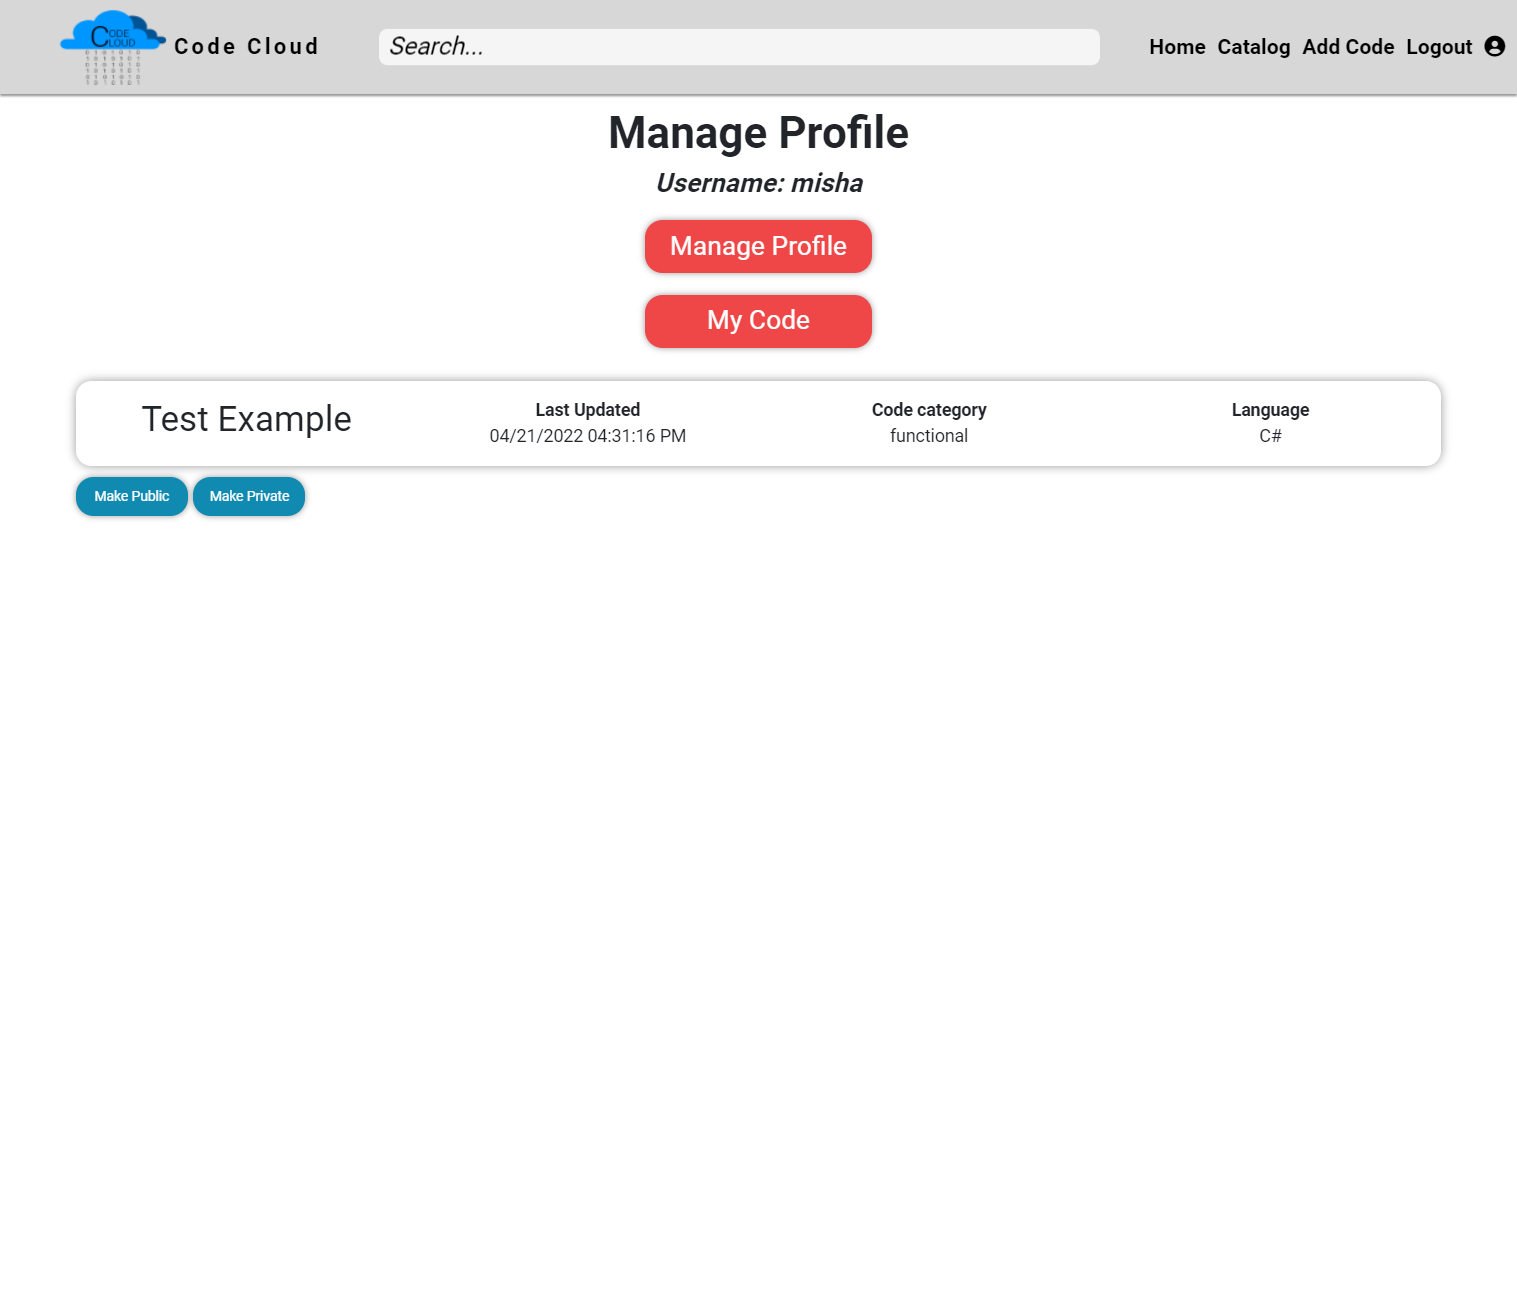 CODE
CLOUD
Code Cloud
Search...
Home Catalog Add Code Logout
Manage Profile
Username: misha
Manage Profile
My Code
Test Example
Last Updated
04/21/2022 04:31:16 PM
Code category
functional
Language
C#
Make Public
Make Private